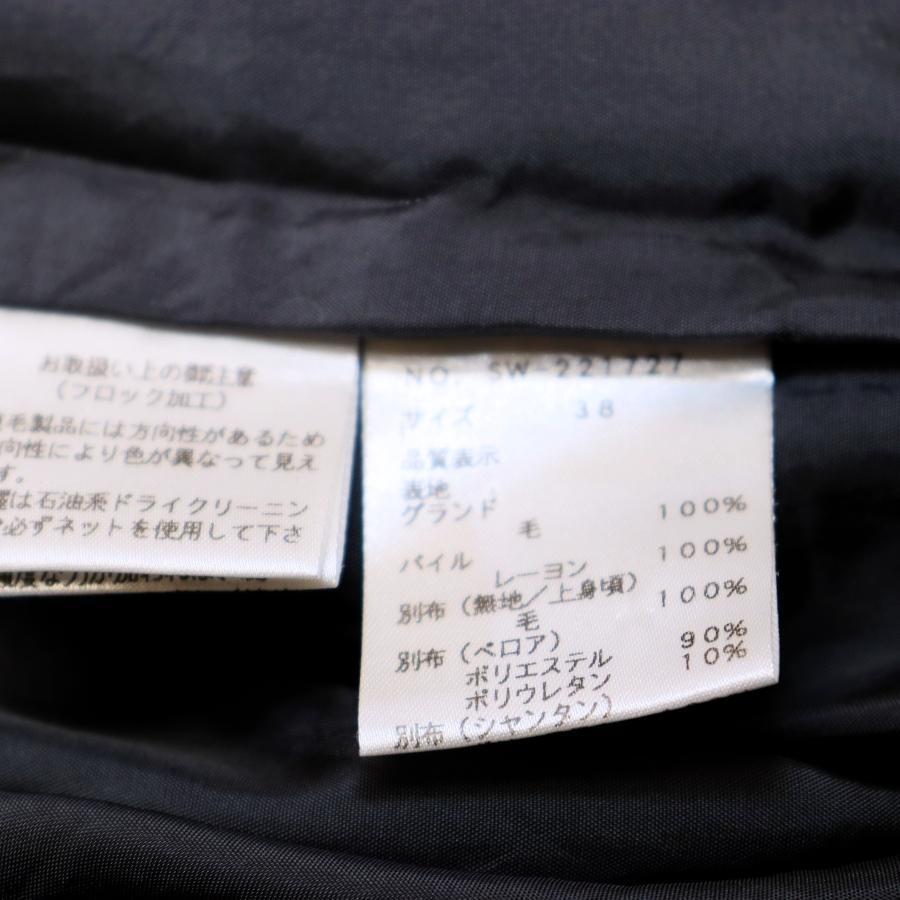 お取扱い上の御注意
(フロック加工)
毛製品には方向性があるため
向性により色が異なって見え
す。
は石油系ドライクリーニン
必ずネットを使用して下さ
NO. SW-221727
サイズ 38
品質表示
表地
グランド
毛 100%
パイル
レーヨン 100%
別布(無地/上身頃)
毛 100%
別布(ベロア)
ポリエステル 90%
ポリウレタン 10%
別布(シャンタン)